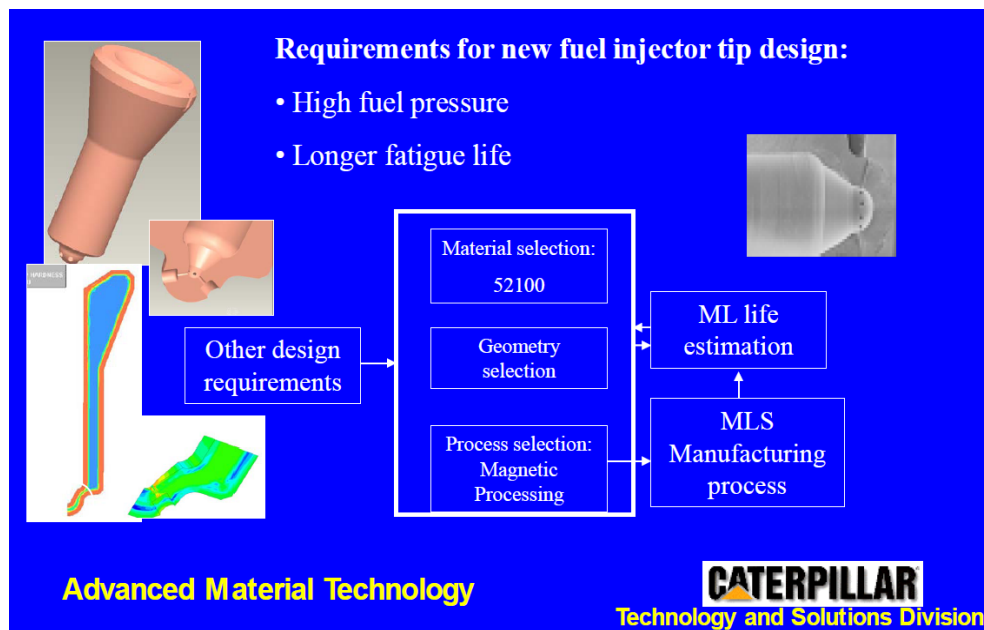 Requirements for new fuel injector tip design:
• High fuel pressure
• Longer fatigue life
HARDNESS
Material selection:
52100
Other design
requirements
Geometry
selection
ML life
estimation
Process selection:
Magnetic
Processing
MLS
Manufacturing
process
Advanced Material Technology
CATERPILLAR
Technology and Solutions Division